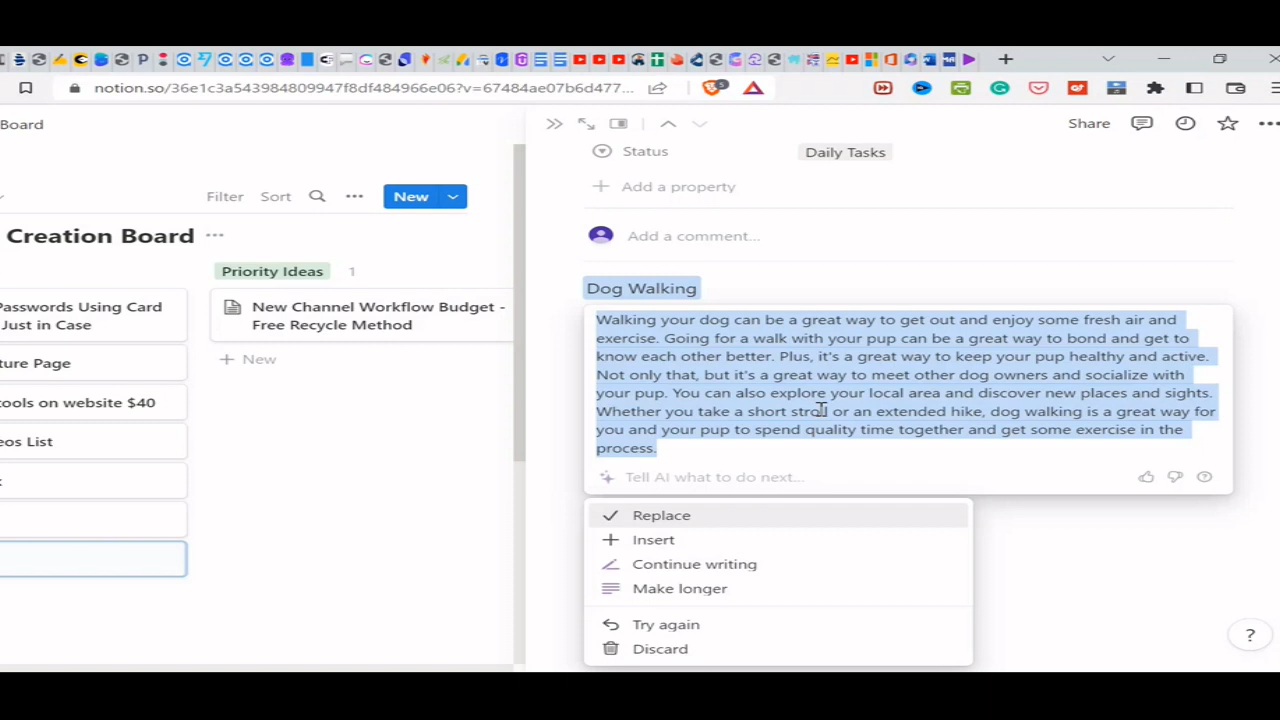 notion.so/36e1c3a543984809947f8df484966e06?v=67484ae07b6d477...
Board
Share
Filter
Sort
New
Creation Board
Priority Ideas
1
Passwords Using Card
Just in Case
New Channel Workflow Budget -
Free Recycle Method
+ New
ture Page
tools on website $40
eos List
Status
Daily Tasks
Add a property
Add a comment...
Dog Walking
Walking your dog can be a great way to get out and enjoy some fresh air and
exercise. Going for a walk with your pup can be a great way to bond and get to
know each other better. Plus, it's a great way to keep your pup healthy and active.
Not only that, but it's a great way to meet other dog owners and socialize with
your pup. You can also explore your local area and discover new places and sights.
Whether you take a short stroll or an extended hike, dog walking is a great way for
you and your pup to spend quality time together and get some exercise in the
process.
Tell AI what to do next...
Replace
Insert
Continue writing
Make longer
Try again
Discard
?